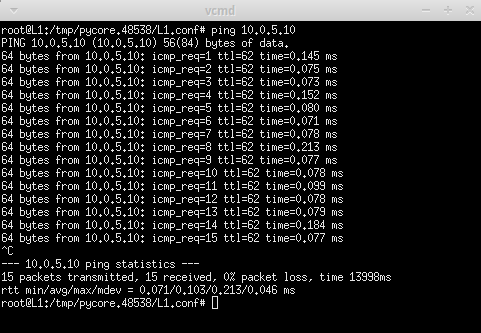 vcmd
root@L1:/tmp/pycore.48538/L1.conf# ping 10.0.5.10
PING 10.0.5.10 (10.0.5.10) 56(84) bytes of data.
64 bytes from 10.0.5.10: icmp_req=1 ttl=62 time=0.145 ms
64 bytes from 10.0.5.10: icmp_req=2 ttl=62 time=0.075 ms
64 bytes from 10.0.5.10: icmp_req=3 ttl=62 time=0.073 ms
64 bytes from 10.0.5.10: icmp_req=4 ttl=62 time=0.152 ms
64 bytes from 10.0.5.10: icmp_req=5 ttl=62 time=0.080 ms
64 bytes from 10.0.5.10: icmp_req=6 ttl=62 time=0.071 ms
64 bytes from 10.0.5.10: icmp_req=7 ttl=62 time=0.078 ms
64 bytes from 10.0.5.10: icmp_req=8 ttl=62 time=0.213 ms
64 bytes from 10.0.5.10: icmp_req=9 ttl=62 time=0.077 ms
64 bytes from 10.0.5.10: icmp_req=10 ttl=62 time=0.078 ms
64 bytes from 10.0.5.10: icmp_req=11 ttl=62 time=0.099 ms
64 bytes from 10.0.5.10: icmp_req=12 ttl=62 time=0.078 ms
64 bytes from 10.0.5.10: icmp_req=13 ttl=62 time=0.079 ms
64 bytes from 10.0.5.10: icmp_req=14 ttl=62 time=0.184 ms
64 bytes from 10.0.5.10: icmp_req=15 ttl=62 time=0.077 ms
^C
--- 10.0.5.10 ping statistics ---
15 packets transmitted, 15 received, 0% packet loss, time 13998ms
rtt min/avg/max/mdev = 0.071/0.103/0.213/0.046 ms
root@L1:/tmp/pycore.48538/L1.conf#